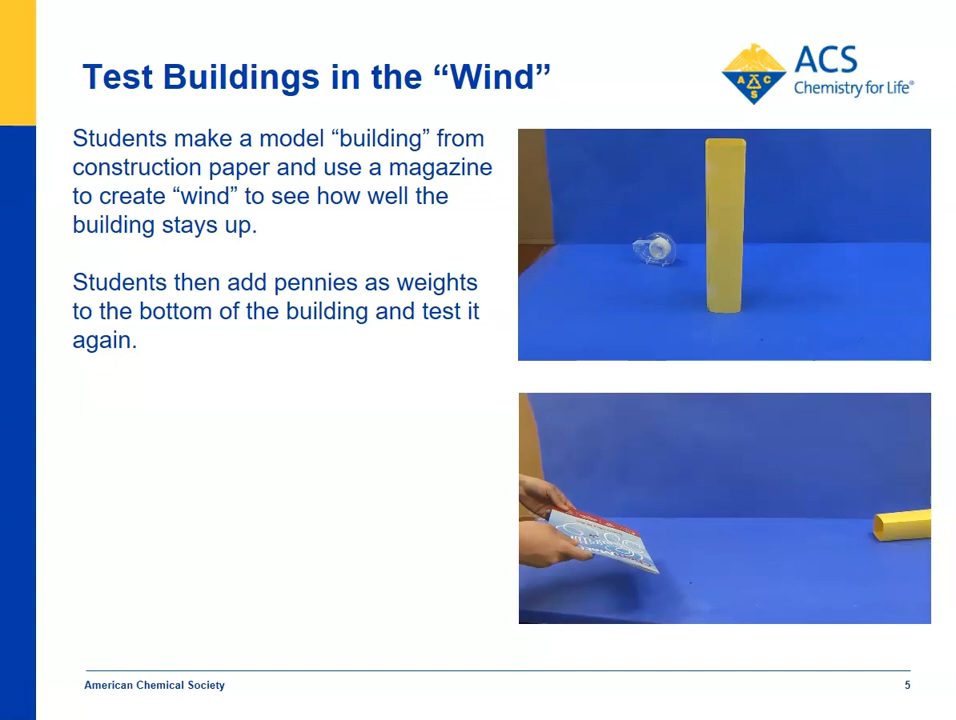 Test Buildings in the “Wind”
A C S
ACS
Chemistry for Life®
Students make a model “building” from
construction paper and use a magazine
to create “wind” to see how well the
building stays up.
Students then add pennies as weights
to the bottom of the building and test it
again.
American Chemical Society
5